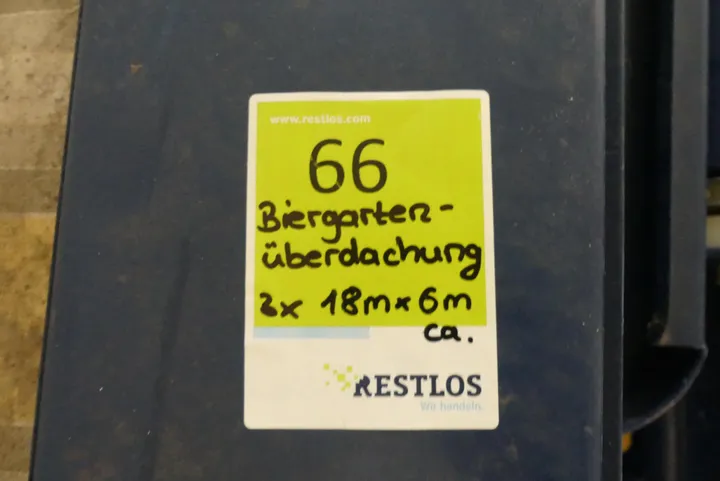 www.restlos.com
66
Biergarten-
überdachung
2x 18m x 6m
ca.
RESTLOS
Wir handeln.